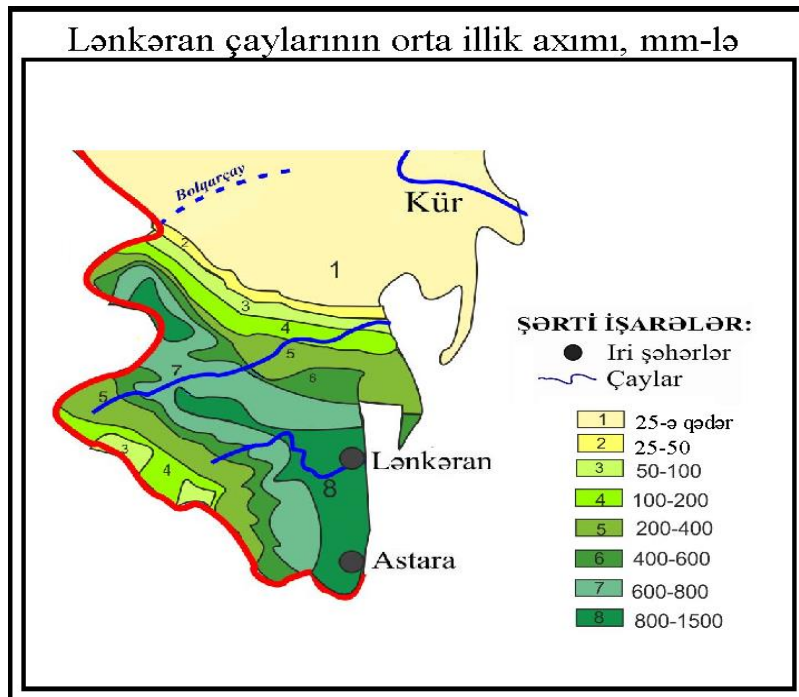 Lənkəran çaylarının orta illik axımı, mm-lə
Bolqarçay
Kür
2
1
3
4
5
6
7
5
3
4
8
Lənkəran
Astara
ŞƏRTİ İŞARƏLƏR:
İri şəhərlər
Çaylar
1 25-ə qədər
2 25-50
3 50-100
4 100-200
5 200-400
6 400-600
7 600-800
8 800-1500